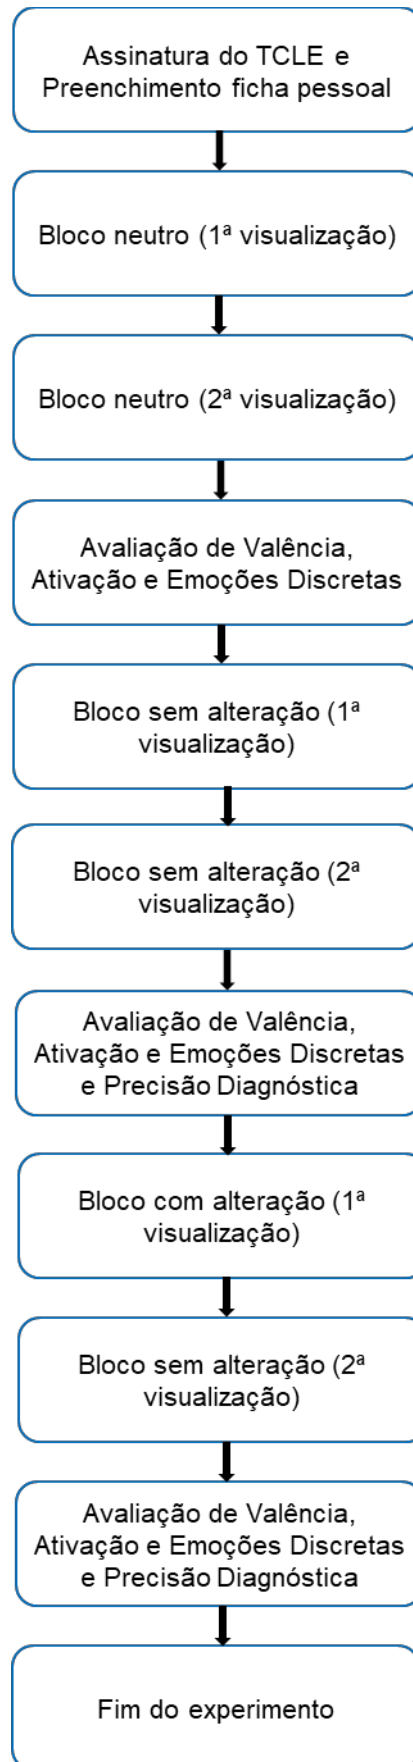 Assinatura do TCLE e
Preenchimento ficha pessoal
Bloco neutro (1ª visualização)
Bloco neutro (2ª visualização)
Avaliação de Valência,
Ativação e Emoções Discretas
Bloco sem alteração (1ª
visualização)
Bloco sem alteração (2ª
visualização)
Avaliação de Valência,
Ativação e Emoções Discretas
e Precisão Diagnóstica
Bloco com alteração (1ª
visualização)
Bloco sem alteração (2ª
visualização)
Avaliação de Valência,
Ativação e Emoções Discretas
e Precisão Diagnóstica
Fim do experimento